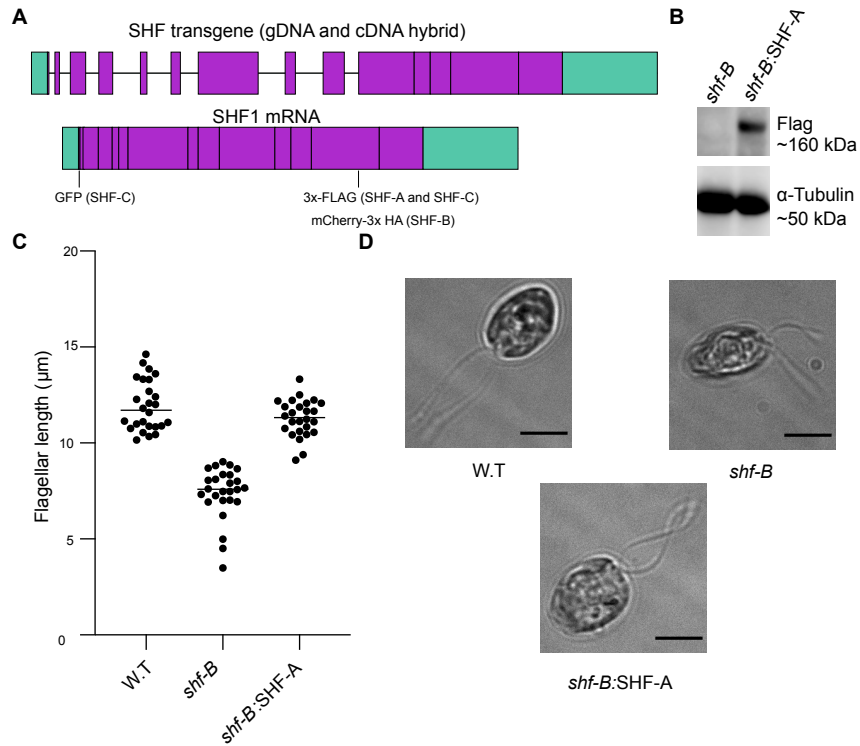 A
SHF transgene (gDNA and cDNA hybrid)
SHF1 mRNA
GFP (SHF-C)
3x-FLAG (SHF-A and SHF-C)
mCherry-3x HA (SHF-B)
B
shf-B
shf-B:SHF-A
Flag
~160 kDa
α-Tubulin
~50 kDa
C
Flagellar length (μm)
20
15
10
5
0
W.T
shf-B
shf-B:SHF-A
D
W.T
shf-B
shf-B:SHF-A